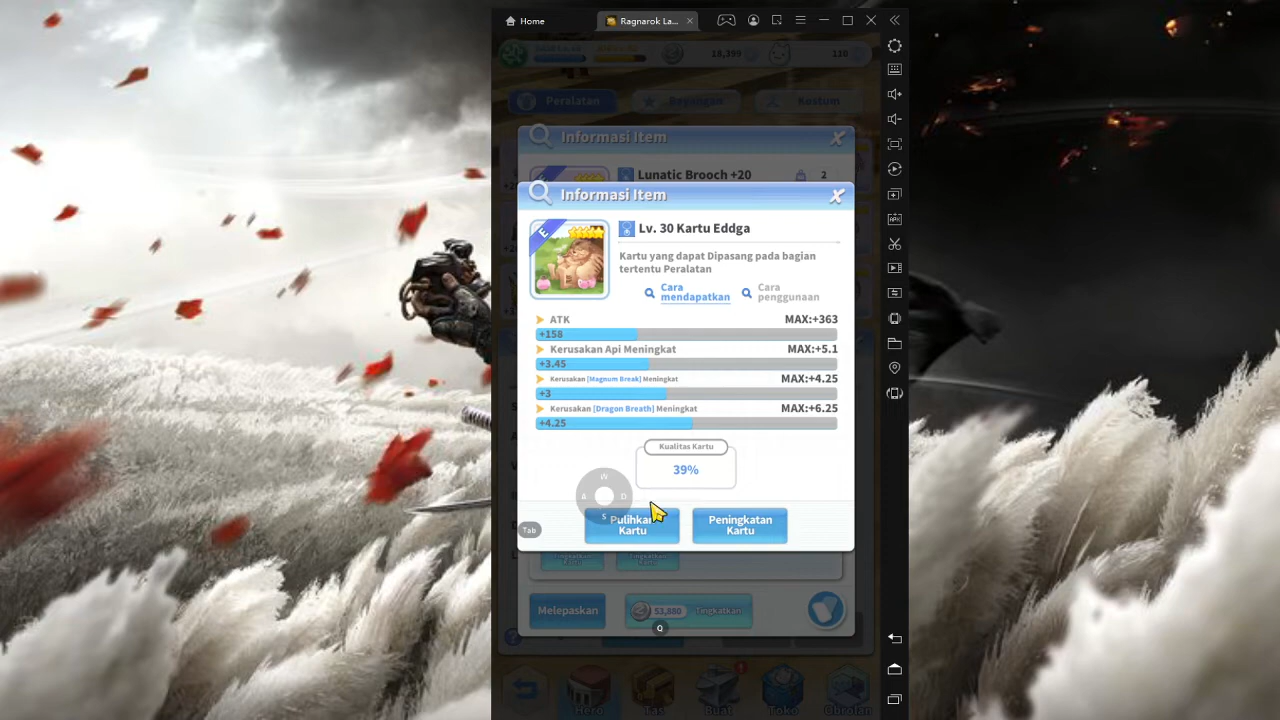 Home
Ragnarok La...
18,399
120
Peralatan
Bayangan
Kostum
Informasi Item
Lunatic Brooch +20
2
Informasi Item
E
Lv. 30 Kartu Eddga
Kartu yang dapat Dipasang pada bagian
tertentu Peralatan
Cara
mendapatkan
Cara
penggunaan
ATK
MAX:+363
+158
Kerusakan Api Meningkat
MAX:+5.1
+3.45
Kerusakan [Magnum Break] Meningkat
MAX:+4.25
+3
Kerusakan [Dragon Breath] Meningkat
MAX:+6.25
+4.25
Kualitas Kartu
39%
W
A
D
S
Tab
Pulihkan
Kartu
Peningkatan
Kartu
Melepaskan
53,880
Tingkatkan
Q
Hero
Tas
Buat
Toko
Obrolan